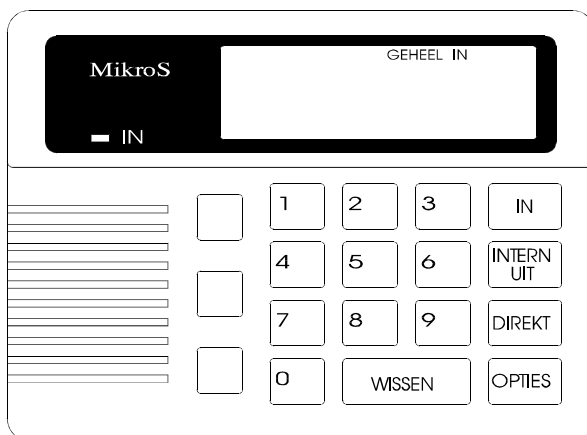 GEHEEL IN
MikroS
IN
1 2 3 IN
4 5 6 INTERN UIT
7 8 9 DIREKT
0 WISSEN OPTIES